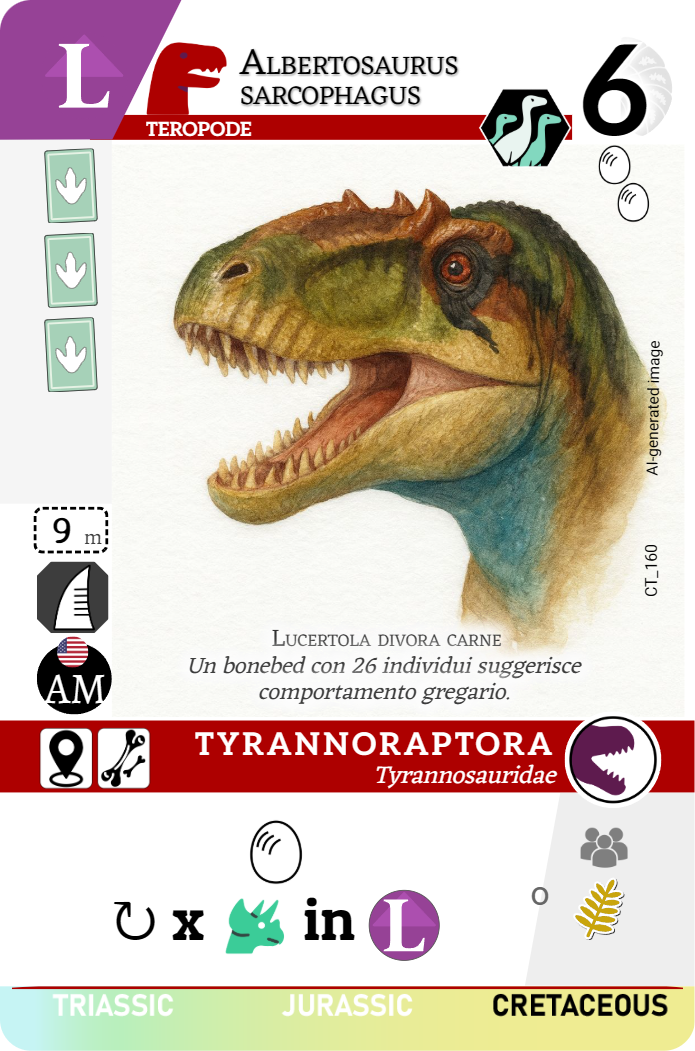 L
Albertosaurus
sarcophagus
TEROPODE
6
AI-generated image
CT_160
9 m
AM
Lucertola divora carne
Un bonebed con 26 individui suggerisce
comportamento gregario.
TYRANNORAPTORA
Tyrannosauridae
x in L
o
TRIASSIC JURASSIC CRETACEOUS